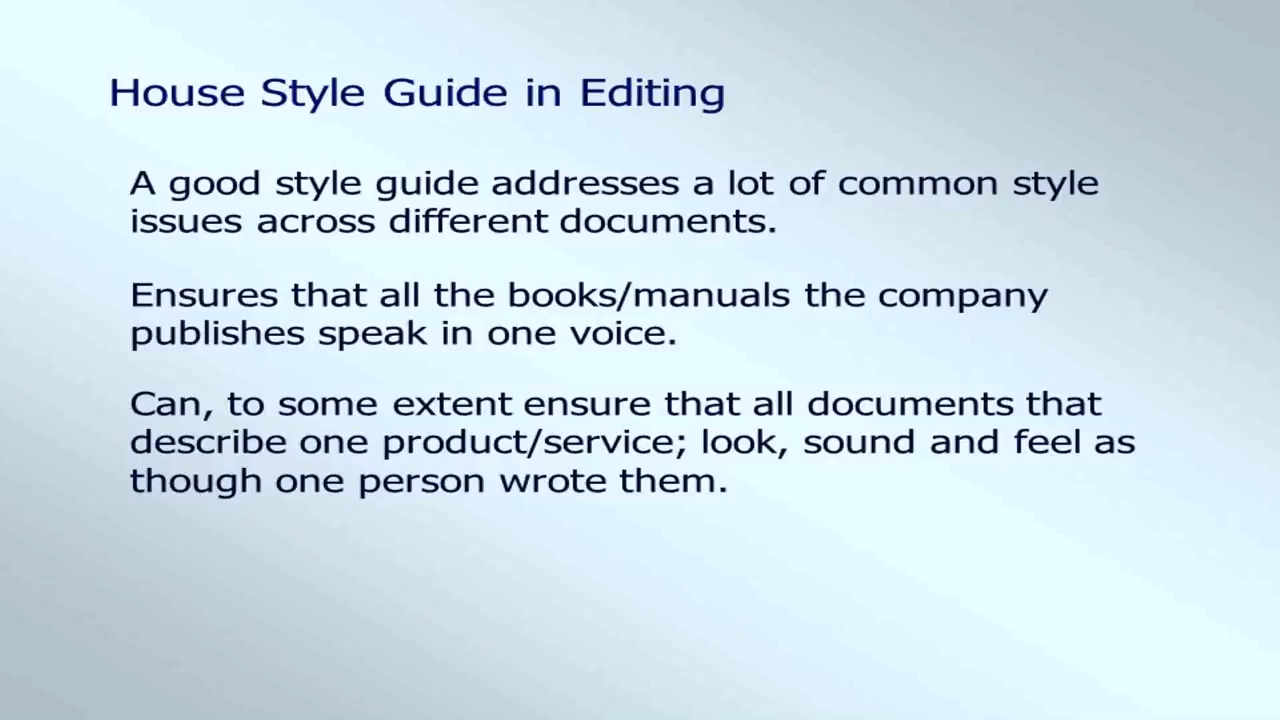 House Style Guide in Editing
A good style guide addresses a lot of common style
issues across different documents.
Ensures that all the books/manuals the company
publishes speak in one voice.
Can, to some extent ensure that all documents that
describe one product/service; look, sound and feel as
though one person wrote them.